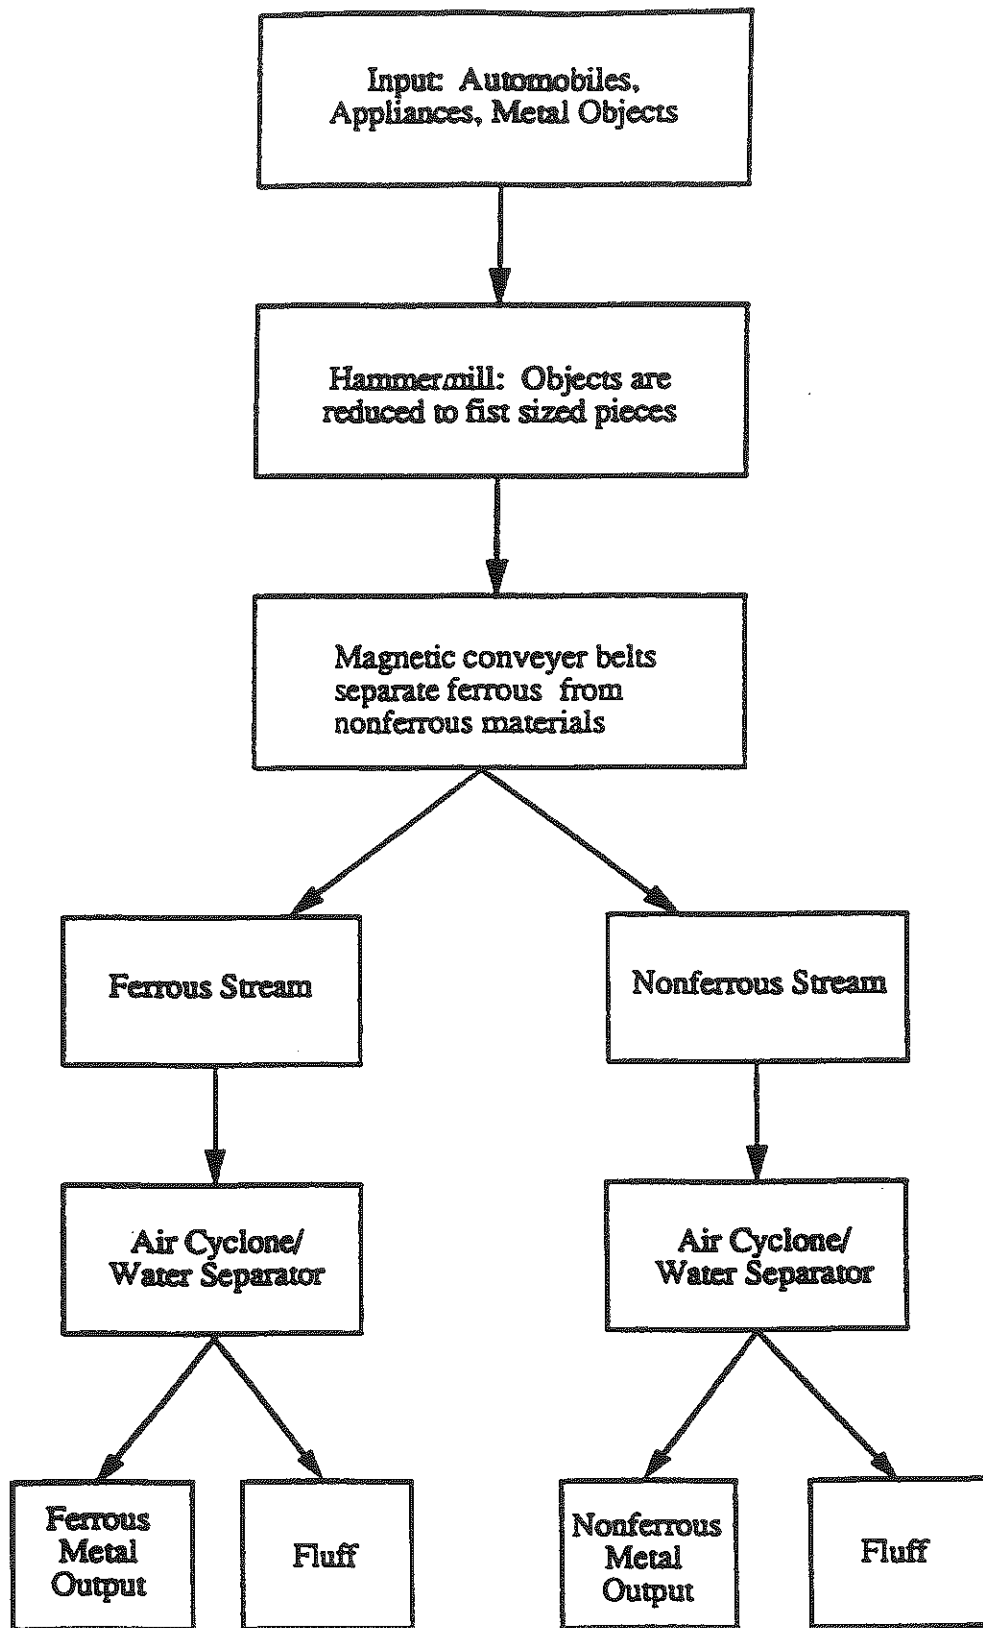 Input: Automobiles,
Appliances, Metal Objects
Hammermill: Objects are
reduced to fist sized pieces
Magnetic conveyer belts
separate ferrous from
nonferrous materials
Ferrous Stream
Nonferrous Stream
Air Cyclone/
Water Separator
Air Cyclone/
Water Separator
Ferrous
Metal
Output
Fluff
Nonferrous
Metal
Output
Fluff